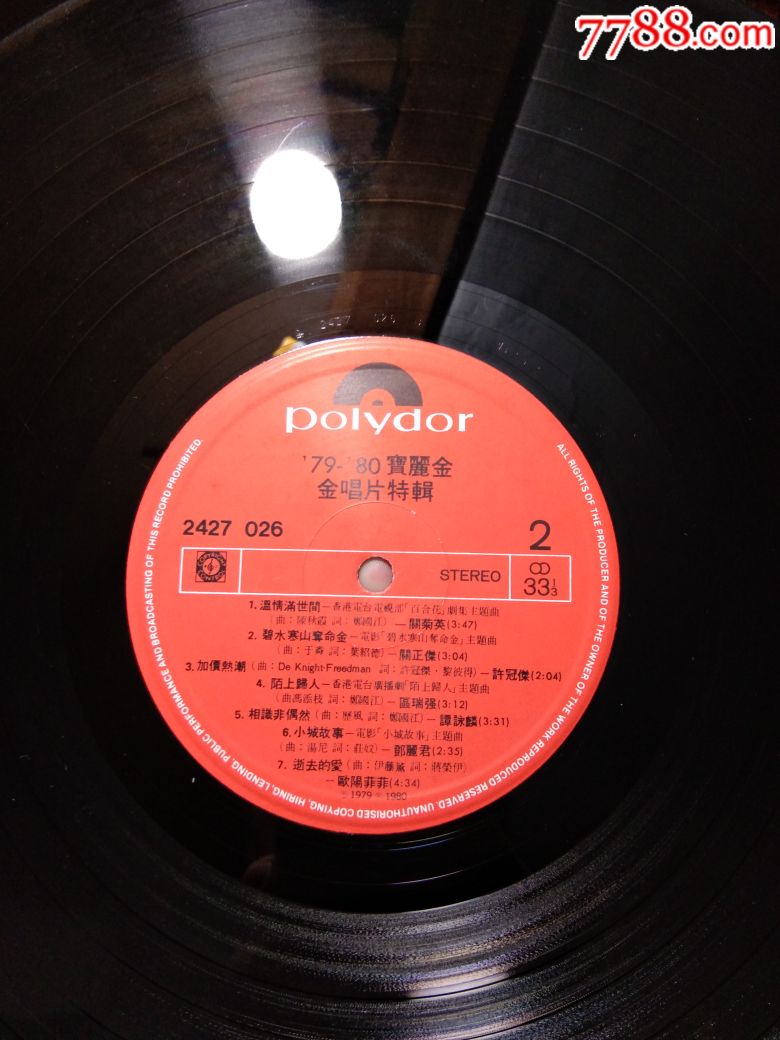 7788.com
2427 026
polydor
'79-'80 寶麗金
金唱片特輯
2427 026
2
STEREO
33 1/3
1. 溫情滿世間–香港電台電視部「百合花」劇集主題曲
(曲：陳秋霞 詞：鄭國江)–關菊英(3:47)
2. 碧水寒山奪命金–電影「碧水寒山奪命金」主題曲
(曲：于粦 詞：葉紹德)–關正傑(3:04)
3. 加價熱潮(曲：De Knight-Freedman 詞：許冠傑・黎彼得)–許冠傑(2:04)
4. 陌上歸人–香港電台廣播劇「陌上歸人」主題曲
(曲馮添枝 詞：鄭國江)–區瑞强(3:12)
5. 相識非偶然(曲：歷風 詞：鄭國江)–譚詠麟(3:31)
6. 小城故事–電影「小城故事」主題曲
(曲：湯尼 詞：莊奴)–鄧麗君(2:35)
7. 逝去的愛(曲：伊藤薰 詞：蔣榮伊)
–歐陽菲菲(4:34)
℗ 1979 ℗ 1980
ALL RIGHTS OF THE PRODUCER AND OF THE OWNER OF THE WORK REPRODUCED RESERVED. UNAUTHORISED COPYING, HIRING, LENDING, PUBLIC PERFORMANCE AND BROADCASTING OF THIS RECORD PROHIBITED.